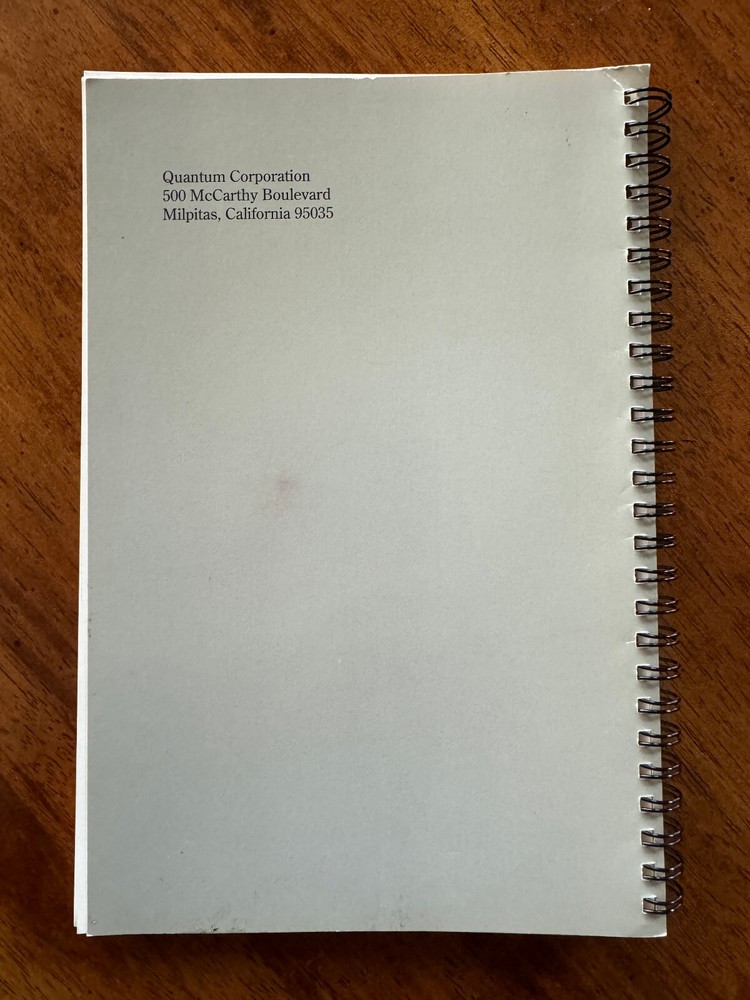 Quantum Corporation
500 McCarthy Boulevard
Milpitas, California 95035